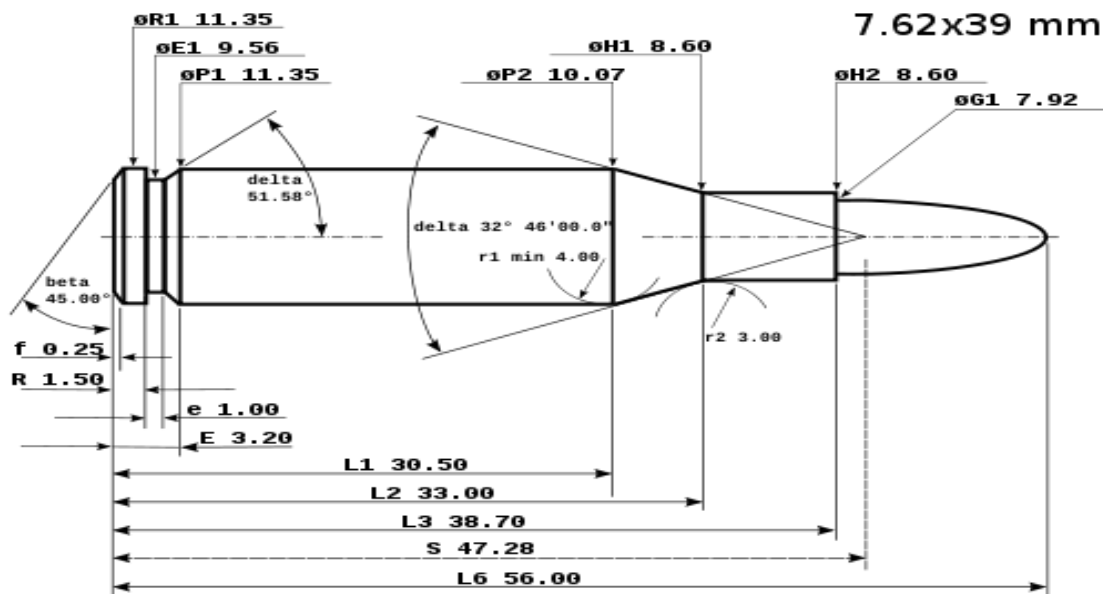 7.62x39 mm
øR1 11.35
øE1 9.56
øP1 11.35
øP2 10.07
øH1 8.60
øH2 8.60
øG1 7.92
delta
51.58°
delta 32° 46'00.0"
r1 min 4.00
beta
45.00°
r2 3.00
f 0.25
R 1.50
e 1.00
E 3.20
L1 30.50
L2 33.00
L3 38.70
S 47.28
L6 56.00